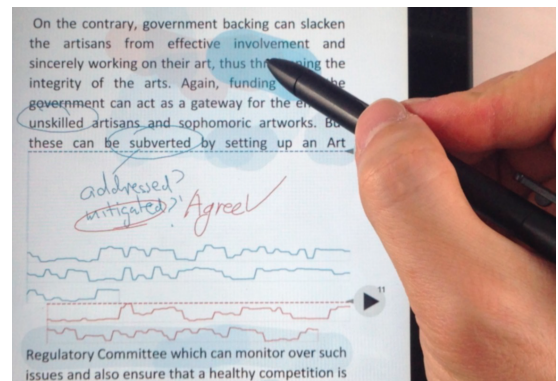 On the contrary, government backing can slacken
the artisans from effective involvement and
sincerely working on their art, thus the
integrity of the arts. Again, funding
government can act as a gateway for the
unskilled artisans and sophomoric artworks. But
these can be subverted by setting up an Art
addressed?
mitigated?! Agree
11
Regulatory Committee which can monitor over such
issues and also ensure that a healthy competition is